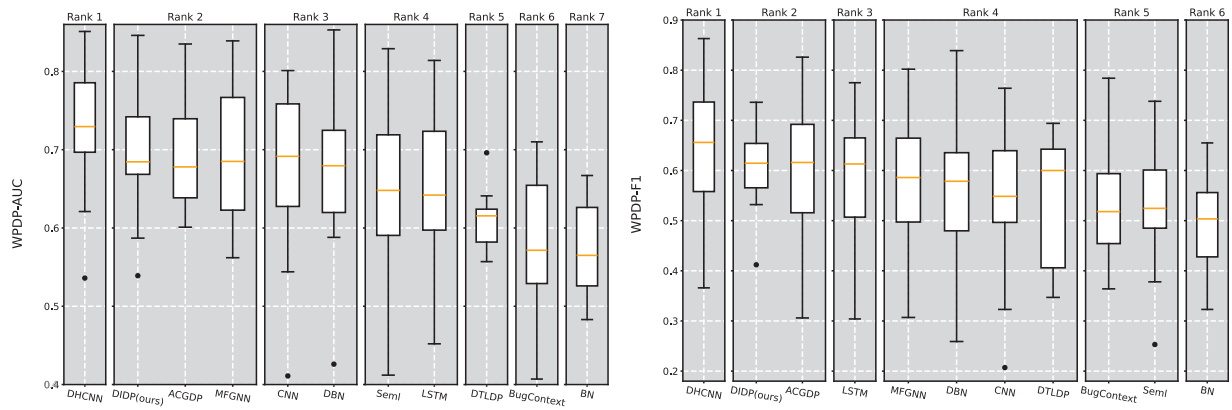 Rank 1 Rank 2 Rank 3 Rank 4 Rank 5 Rank 6 Rank 7
WPDP-AUC
0.8
0.7
0.6
0.5
0.4
DHCNN DIDP(ours) ACGDP MFGNN CNN DBN Seml LSTM DTLDP BugContext BN
Rank 1 Rank 2 Rank 3 Rank 4 Rank 5 Rank 6
WPDP-F1
0.9
0.8
0.7
0.6
0.5
0.4
0.3
0.2
DHCNN DIDP(ours) ACGDP LSTM MFGNN DBN CNN DTLDP BugContext Seml BN